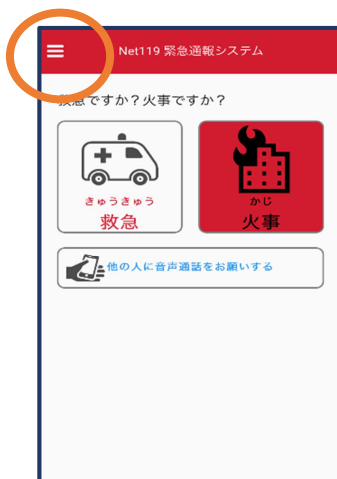 Net119 緊急通報システム
救急ですか？火事ですか？
きゅうきゅう
救急
かじ
火事
他の人に音声通話をお願いする